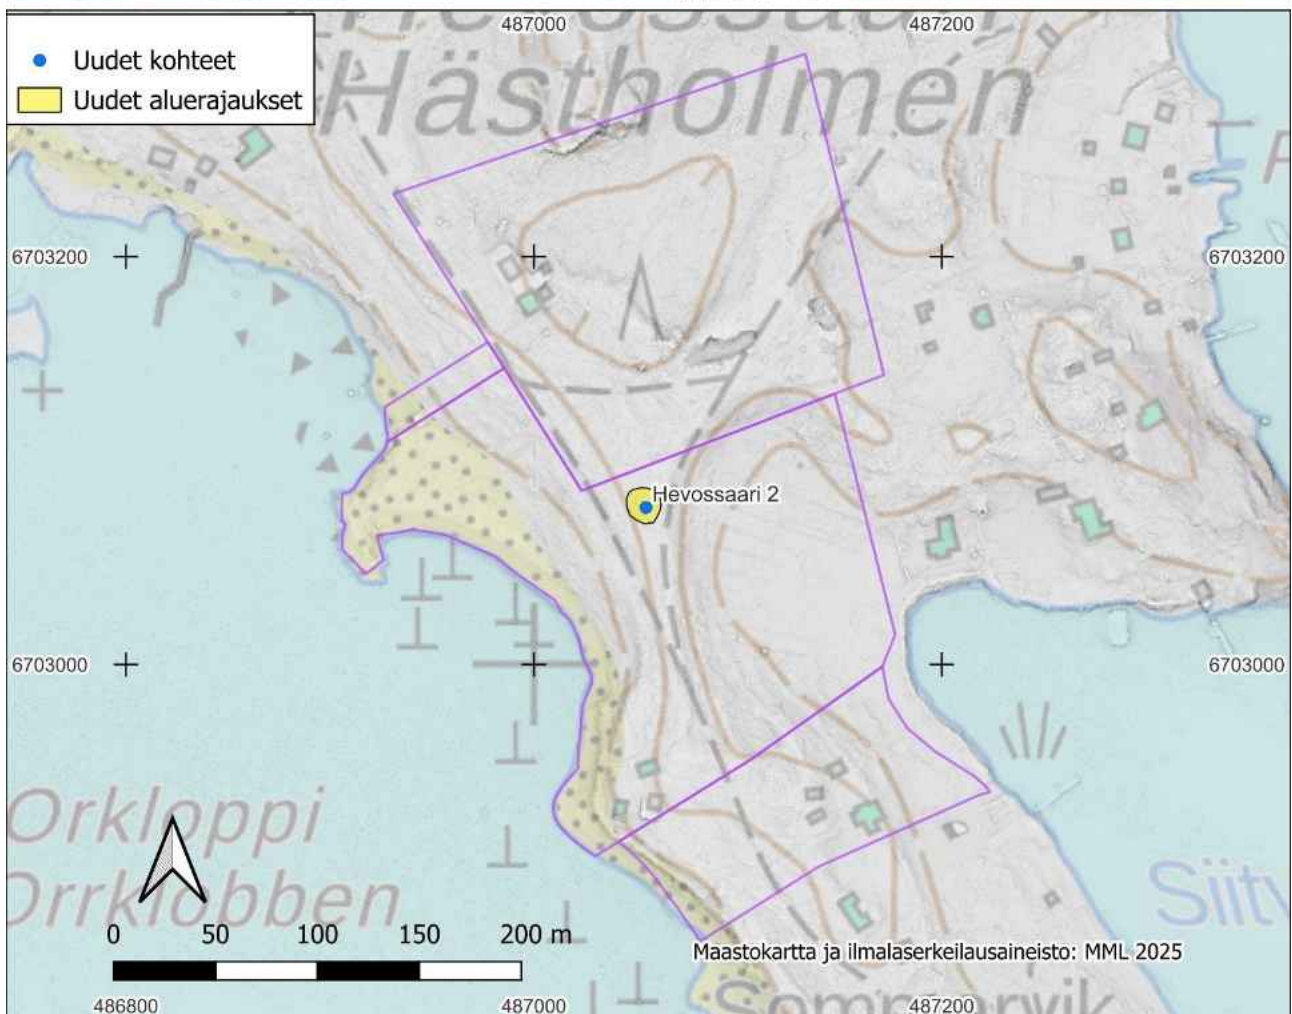 487000 487200
Uudet kohteet
Uudet aluerajaukset
Hästholmen
6703200 6703200
Hevossaari 2
6703000 6703000
Orkloppi
Orrklobben
0 50 100 150 200 m
Maastokartta ja ilmalaserkeilausaineisto: MML 2025
486800 487000 487200